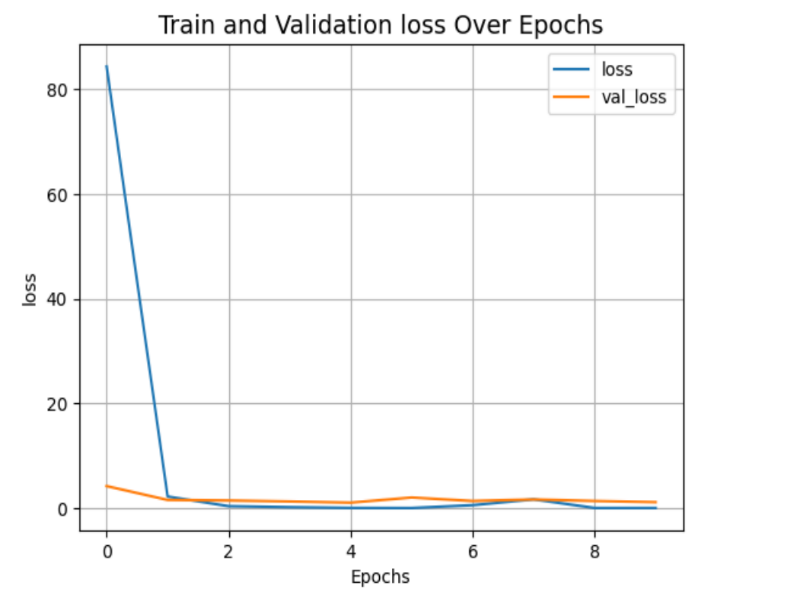 Train and Validation loss Over Epochs
loss
val_loss
80
60
40
20
0
loss
0 2 4 6 8
Epochs